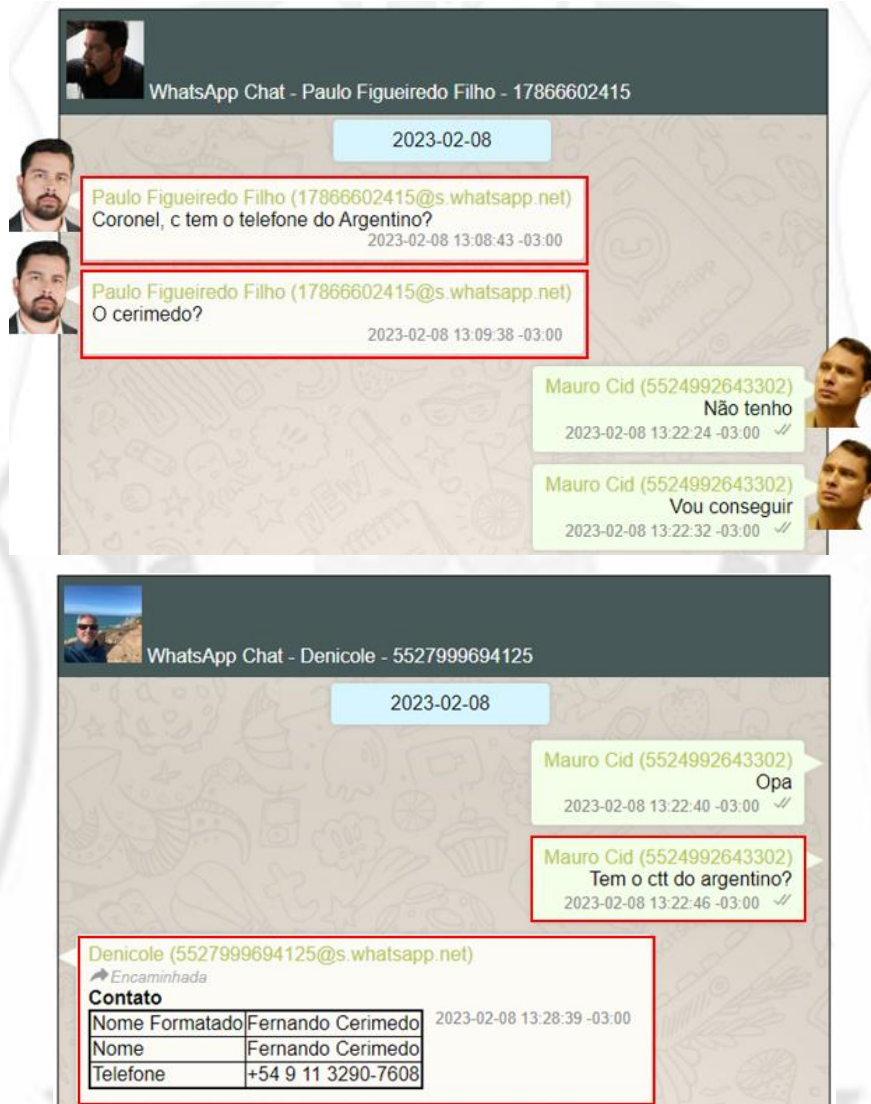 WhatsApp Chat - Paulo Figueiredo Filho - 17866602415
2023-02-08
Paulo Figueiredo Filho (17866602415@s.whatsapp.net)
Coronel, c tem o telefone do Argentino?
2023-02-08 13:08:43 -03:00
Paulo Figueiredo Filho (17866602415@s.whatsapp.net)
O cerimedo?
2023-02-08 13:09:38 -03:00
Mauro Cid (5524992643302)
Não tenho
2023-02-08 13:22:24 -03:00
Mauro Cid (5524992643302)
Vou conseguir
2023-02-08 13:22:32 -03:00
WhatsApp Chat - Denicole - 5527999694125
2023-02-08
Mauro Cid (5524992643302)
Opa
2023-02-08 13:22:40 -03:00
Mauro Cid (5524992643302)
Tem o ctt do argentino?
2023-02-08 13:22:46 -03:00
Denicole (5527999694125@s.whatsapp.net)
Encaminhada
Contato
Nome Formatado Fernando Cerimedo 2023-02-08 13:28:39 -03:00
Nome Fernando Cerimedo
Telefone +54 9 11 3290-7608